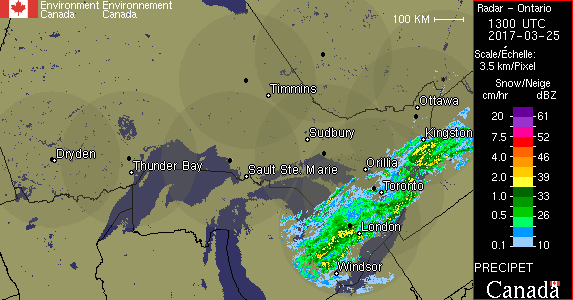 Environment Environnement
Canada Canada
100 KM
Timmins
Ottawa
Kingston
Sudbury
Dryden
Thunder Bay
Sault Ste. Marie
Orillia
Toronto
London
Windsor
Radar - Ontario
1300 UTC
2017-03-25
Scale/Échelle:
3.5 km/Pixel
Snow/Neige
cm/hr dBZ
20 61
7.5 52
4.0 46
2.0 39
1.0 33
0.5 26
0.1 10
PRECIPET
Canada